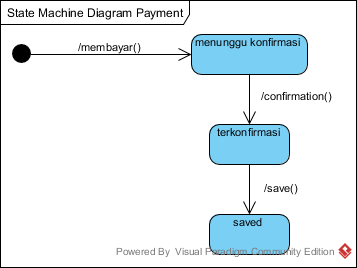 State Machine Diagram Payment
/membayar()
menunggu konfirmasi
/confirmation()
terkonfirmasi
/save()
saved
Powered By Visual Paradigm Community Edition